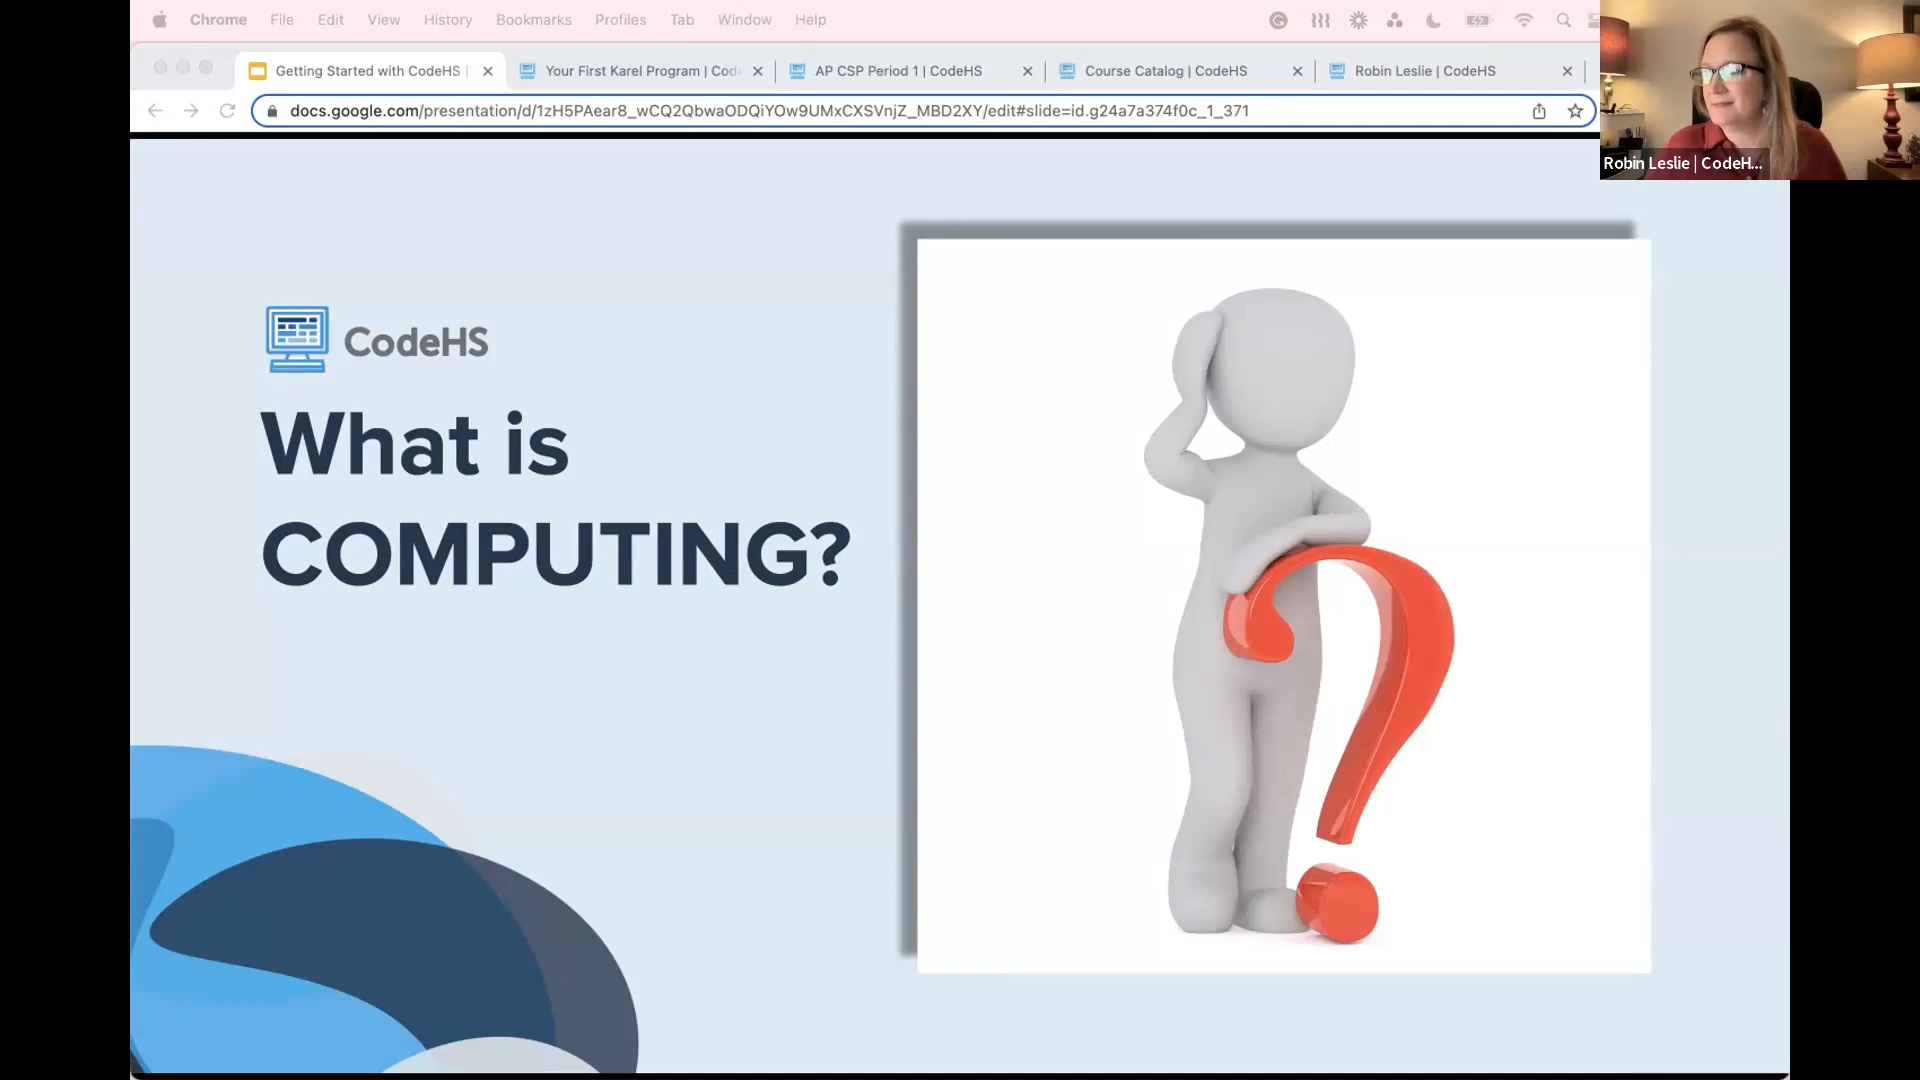 Chrome File Edit View History Bookmarks Profiles Tab Window Help
Getting Started with CodeHS | Your First Karel Program | Code AP CSP Period 1 | CodeHS Course Catalog | CodeHS Robin Leslie | CodeHS
docs.google.com/presentation/d/1zH5PAear8_wCQ2QbwaODQiYOw9UMxCXSVnjZ_MBD2XY/edit#slide=id.g24a7a374f0c_1_371
Robin Leslie | CodeH...
CodeHS
What is
COMPUTING?